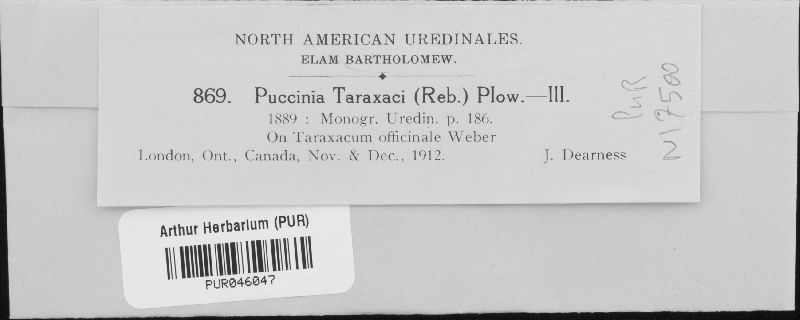 NORTH AMERICAN UREDINALES.
ELAM BARTHOLOMEW.
869. Puccinia Taraxaci (Reb.) Plow.—III.
1889 : Monogr. Uredin. p. 186.
On Taraxacum officinale Weber
London, Ont., Canada, Nov. & Dec., 1912. J. Dearness
PUR
N17500
Arthur Herbarium (PUR)
PUR046047